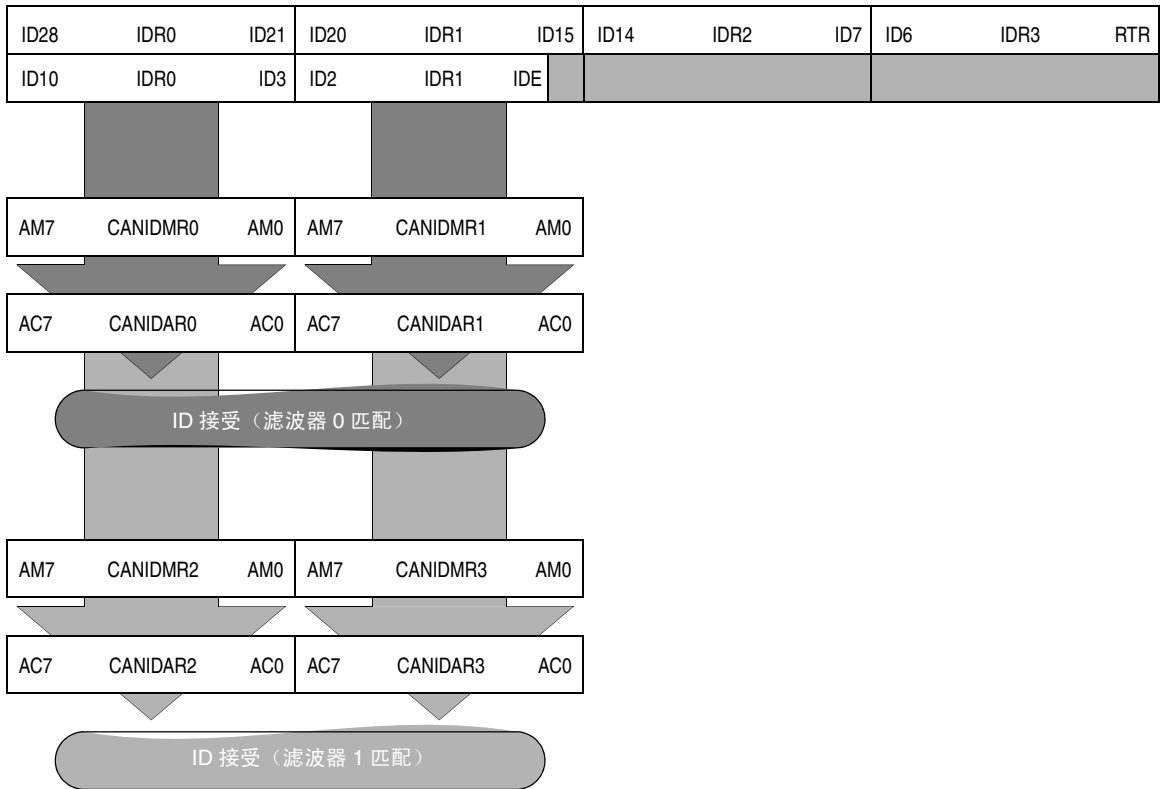 ID28 IDR0 ID21 ID20 IDR1 ID15 ID14 IDR2 ID7 ID6 IDR3 RTR
ID10 IDR0 ID3 ID2 IDR1 IDE
AM7 CANIDMR0 AM0 AM7 CANIDMR1 AM0
AC7 CANIDAR0 AC0 AC7 CANIDAR1 AC0
ID 接受（滤波器 0 匹配）
AM7 CANIDMR2 AM0 AM7 CANIDMR3 AM0
AC7 CANIDAR2 AC0 AC7 CANIDAR3 AC0
ID 接受（滤波器 1 匹配）